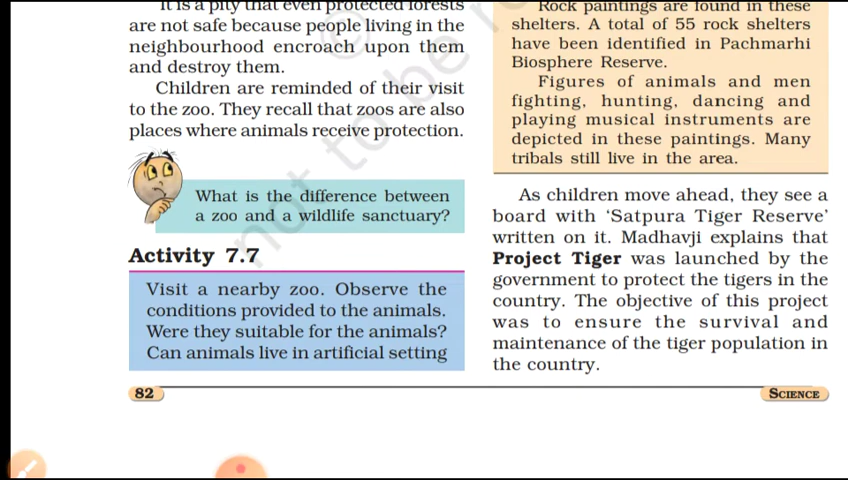 It is a pity that even protected forests
are not safe because people living in the
neighbourhood encroach upon them
and destroy them.
Children are reminded of their visit
to the zoo. They recall that zoos are also
places where animals receive protection.
What is the difference between
a zoo and a wildlife sanctuary?
Activity 7.7
Visit a nearby zoo. Observe the
conditions provided to the animals.
Were they suitable for the animals?
Can animals live in artificial setting
Rock paintings are found in these
shelters. A total of 55 rock shelters
have been identified in Pachmarhi
Biosphere Reserve.
Figures of animals and men
fighting, hunting, dancing and
playing musical instruments are
depicted in these paintings. Many
tribals still live in the area.
As children move ahead, they see a
board with ‘Satpura Tiger Reserve’
written on it. Madhavji explains that
Project Tiger was launched by the
government to protect the tigers in the
country. The objective of this project
was to ensure the survival and
maintenance of the tiger population in
the country.
82
SCIENCE
©
not to be re